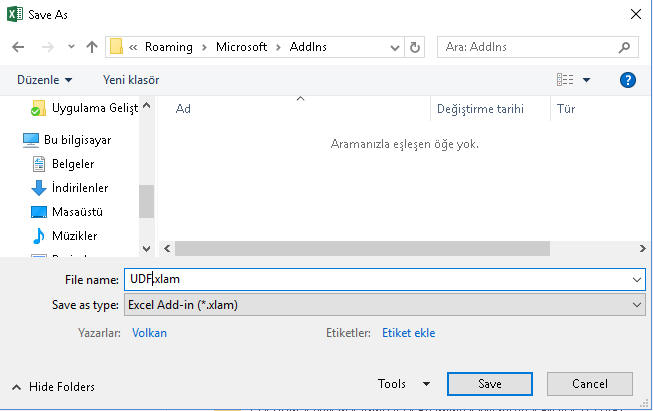 Save As
« Roaming > Microsoft > AddIns >
Ara: AddIns
Düzenle
Yeni klasör
Uygulama Gelişt
Bu bilgisayar
Belgeler
İndirilenler
Masaüstü
Müzikler
Ad
Değiştirme tarihi
Tür
Aramanızla eşleşen öğe yok.
File name:
UDF.xlam
Save as type:
Excel Add-in (*.xlam)
Yazarlar:
Volkan
Etiketler:
Etiket ekle
Hide Folders
Tools
Save
Cancel